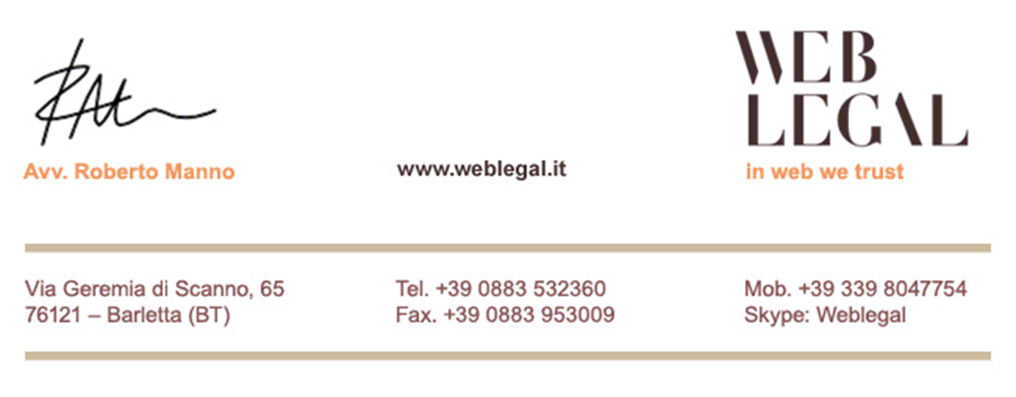 WEB
LEGAL
Avv. Roberto Manno
www.weblegal.it
in web we trust
Via Geremia di Scanno, 65
76121 – Barletta (BT)
Tel. +39 0883 532360
Fax. +39 0883 953009
Mob. +39 339 8047754
Skype: Weblegal